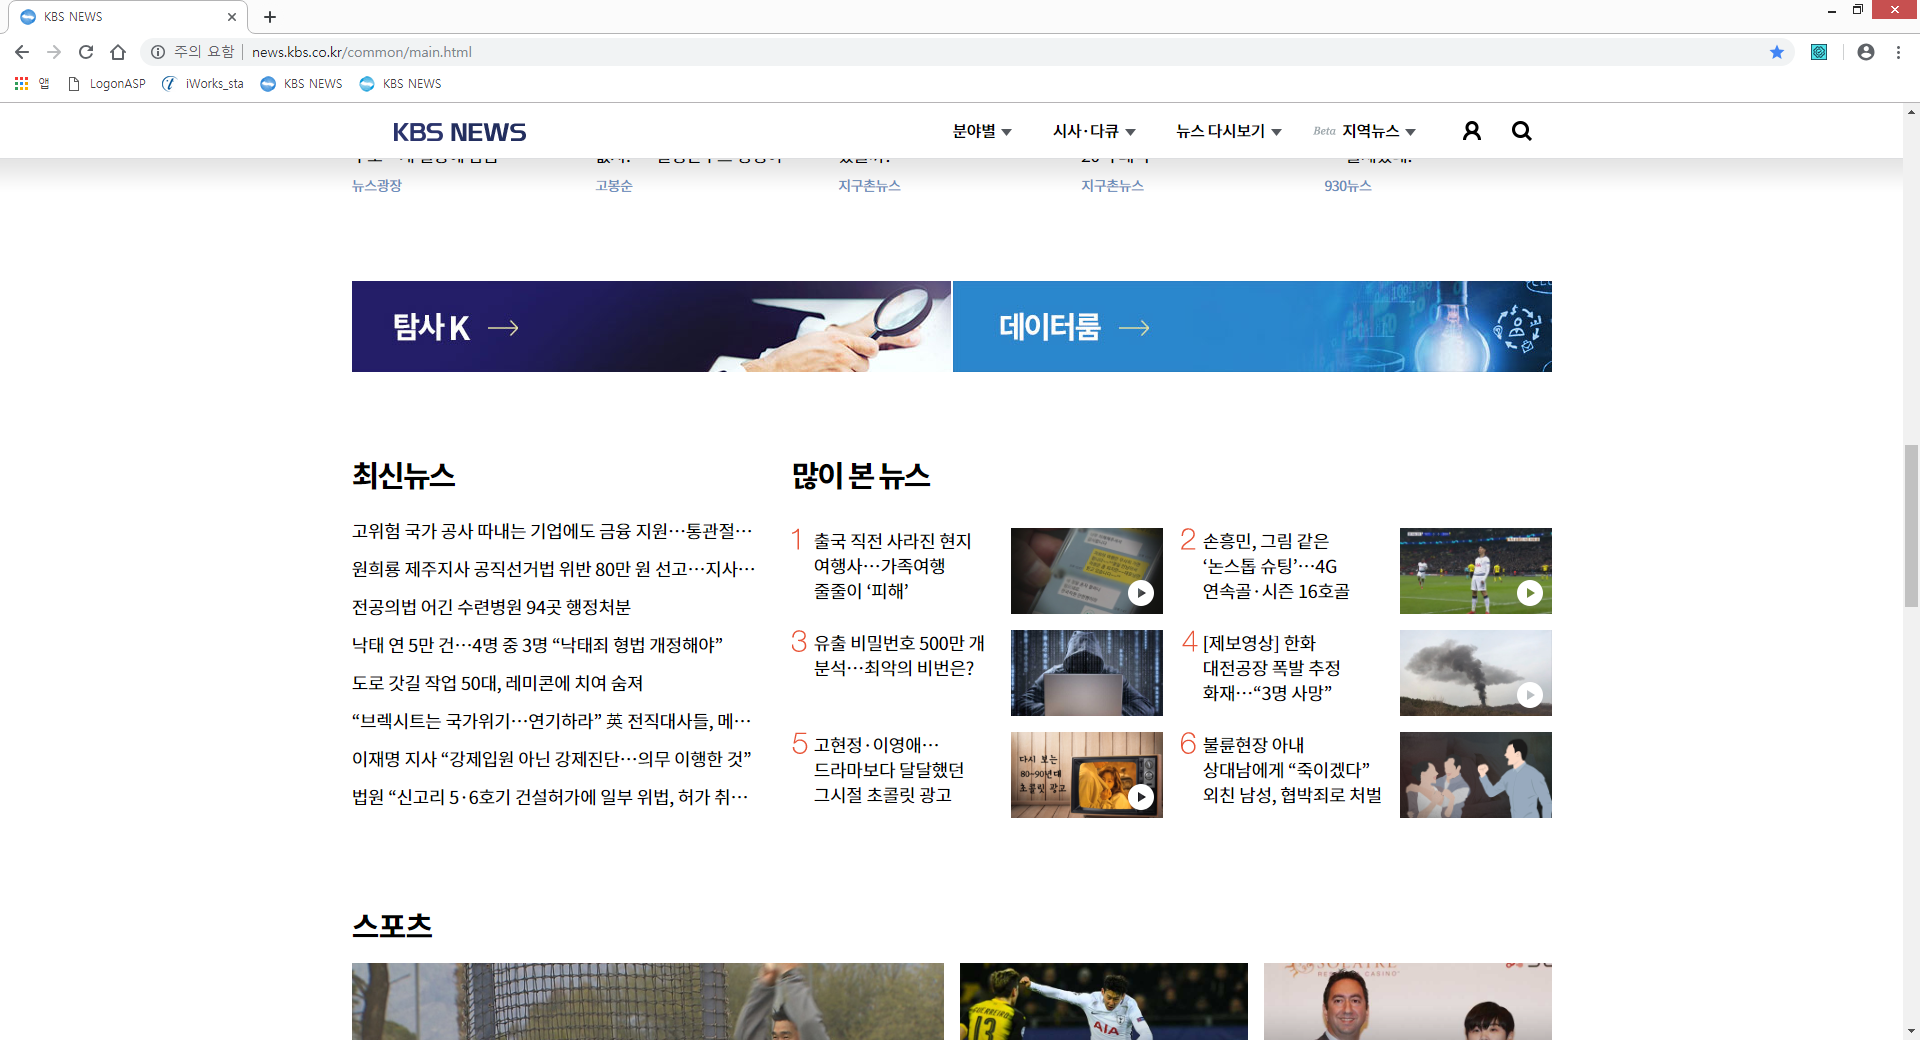 KBS NEWS
주의 요함 news.kbs.co.kr/common/main.html
앱 LogonASP iWorks_sta KBS NEWS KBS NEWS
KBS NEWS 분야별 시사·다큐 뉴스 다시보기 Beta 지역뉴스
뉴스광장 고봉순 지구촌뉴스 지구촌뉴스 930뉴스
탐사 K 데이터룸
최신뉴스
고위험 국가 공사 따내는 기업에도 금융 지원…통관절…
원희룡 제주지사 공직선거법 위반 80만 원 선고…지사…
전공의법 어긴 수련병원 94곳 행정처분
낙태 연 5만 건…4명 중 3명 “낙태죄 형법 개정해야”
도로 갓길 작업 50대, 레미콘에 치여 숨져
“브렉시트는 국가위기…연기하라” 英 전직대사들, 메…
이재명 지사 “강제입원 아닌 강제진단…의무 이행한 것”
법원 “신고리 5·6호기 건설허가에 일부 위법, 허가 취…
많이 본 뉴스
1 출국 직전 사라진 현지
여행사…가족여행
줄줄이 ‘피해’
2 손흥민, 그림 같은
‘논스톱 슈팅’…4G
연속골·시즌 16호골
3 유출 비밀번호 500만 개
분석…최악의 비번은?
4 [제보영상] 한화
대전공장 폭발 추정
화재…“3명 사망”
5 고현정·이영애…
드라마보다 달달했던
그시절 초콜릿 광고
다시 보는
80~90년대
초콜릿 광고
6 불륜현장 아내
상대남에게 “죽이겠다”
외친 남성, 협박죄로 처벌
스포츠
13
AIA